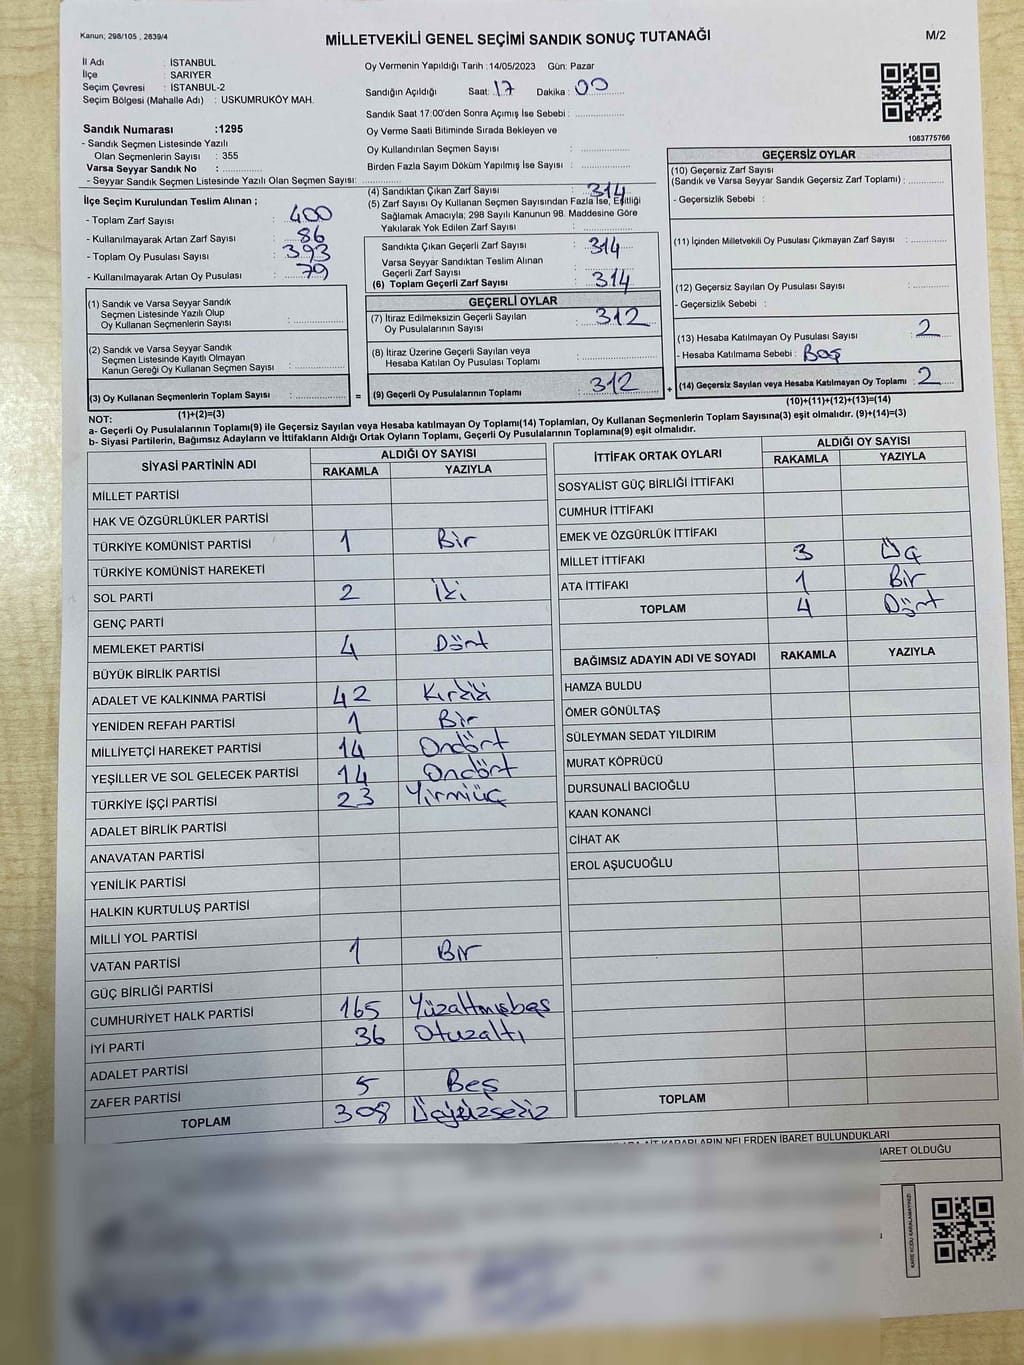 Kanun; 298/105 , 2839/4
MİLLETVEKİLİ GENEL SEÇİMİ SANDIK SONUÇ TUTANAĞI
M/2
İl Adı : İSTANBUL
İlçe : SARIYER
Seçim Çevresi : İSTANBUL-2
Seçim Bölgesi (Mahalle Adı) : USKUMRUKÖY MAH.
Sandık Numarası :1295
- Sandık Seçmen Listesinde Yazılı
Olan Seçmenlerin Sayısı : 355
Varsa Seyyar Sandık No :
- Seyyar Sandık Seçmen Listesinde Yazılı Olan Seçmen Sayısı:
Oy Vermenin Yapıldığı Tarih :14/05/2023 Gün: Pazar
Sandığın Açıldığı Saat: 17 Dakika : 00
Sandık Saat 17:00'den Sonra Açımış İse Sebebi :
Oy Verme Saati Bitiminde Sırada Bekleyen ve
Oy Kullandırılan Seçmen Sayısı :
Birden Fazla Sayım Döküm Yapılmış İse Sayısı :
1083775766
İlçe Seçim Kurulundan Teslim Alınan ;
- Toplam Zarf Sayısı : 400
- Kullanılmayarak Artan Zarf Sayısı : 86
- Toplam Oy Pusulası Sayısı : 393
- Kullanılmayarak Artan Oy Pusulası : 79
(1) Sandık ve Varsa Seyyar Sandık
Seçmen Listesinde Yazılı Olup
Oy Kullanan Seçmenlerin Sayısı :
(2) Sandık ve Varsa Seyyar Sandık
Seçmen Listesinde Kayıtlı Olmayan
Kanun Gereği Oy Kullanan Seçmen Sayısı :
(3) Oy Kullanan Seçmenlerin Toplam Sayısı :
(1)+(2)=(3)
=
(4) Sandıktan Çıkan Zarf Sayısı : 314
(5) Zarf Sayısı Oy Kullanan Seçmen Sayısından Fazla İse, Eşitliği
Sağlamak Amacıyla; 298 Sayılı Kanunun 98. Maddesine Göre
Yakılarak Yok Edilen Zarf Sayısı :
Sandıkta Çıkan Geçerli Zarf Sayısı : 314
Varsa Seyyar Sandıktan Teslim Alınan
Geçerli Zarf Sayısı :
(6) Toplam Geçerli Zarf Sayısı : 314
GEÇERLİ OYLAR
(7) İtiraz Edilmeksizin Geçerli Sayılan
Oy Pusulalarının Sayısı : 312
(8) İtiraz Üzerine Geçerli Sayılan veya
Hesaba Katılan Oy Pusulası Toplamı :
(9) Geçerli Oy Pusulalarının Toplamı : 312
+
GEÇERSİZ OYLAR
(10) Geçersiz Zarf Sayısı
(Sandık ve Varsa Seyyar Sandık Geçersiz Zarf Toplamı) :
- Geçersizlik Sebebi :
(11) İçinden Milletvekili Oy Pusulası Çıkmayan Zarf Sayısı :
(12) Geçersiz Sayılan Oy Pusulası Sayısı :
- Geçersizlik Sebebi :
(13) Hesaba Katılmayan Oy Pusulası Sayısı : 2
- Hesaba Katılmama Sebebi : Boş
(14) Geçersiz Sayılan veya Hesaba Katılmayan Oy Toplamı : 2
(10)+(11)+(12)+(13)=(14)
NOT:
a- Geçerli Oy Pusulalarının Toplamı(9) ile Geçersiz Sayılan veya Hesaba katılmayan Oy Toplamı(14) Toplamları, Oy Kullanan Seçmenlerin Toplam Sayısına(3) eşit olmalıdır. (9)+(14)=(3)
b- Siyasi Partilerin, Bağımsız Adayların ve İttifakların Aldığı Ortak Oyların Toplamı, Geçerli Oy Pusulalarının Toplamına(9) eşit olmalıdır.
SİYASİ PARTİNİN ADI ALDIĞI OY SAYISI
RAKAMLA YAZIYLA
MİLLET PARTİSİ
HAK VE ÖZGÜRLÜKLER PARTİSİ
TÜRKİYE KOMÜNİST PARTİSİ 1 Bir
TÜRKİYE KOMÜNİST HAREKETİ
SOL PARTİ 2 İki
GENÇ PARTİ
MEMLEKET PARTİSİ 4 Dört
BÜYÜK BİRLİK PARTİSİ
ADALET VE KALKINMA PARTİSİ 42 Kırkiki
YENİDEN REFAH PARTİSİ 1 Bir
MİLLİYETÇİ HAREKET PARTİSİ 14 Ondört
YEŞİLLER VE SOL GELECEK PARTİSİ 14 Ondört
TÜRKİYE İŞÇİ PARTİSİ 23 Yirmiüç
ADALET BİRLİK PARTİSİ
ANAVATAN PARTİSİ
YENİLİK PARTİSİ
HALKIN KURTULUŞ PARTİSİ
MİLLİ YOL PARTİSİ
VATAN PARTİSİ 1 Bir
GÜÇ BİRLİĞİ PARTİSİ
CUMHURİYET HALK PARTİSİ 165 Yüzaltmışbeş
İYİ PARTİ 36 Otuzaltı
ADALET PARTİSİ
ZAFER PARTİSİ 5 Beş
TOPLAM 308 Üçyüzsekiz
İTTİFAK ORTAK OYLARI ALDIĞI OY SAYISI
RAKAMLA YAZIYLA
SOSYALİST GÜÇ BİRLİĞİ İTTİFAKI
CUMHUR İTTİFAKI
EMEK VE ÖZGÜRLÜK İTTİFAKI
MİLLET İTTİFAKI 3 Üç
ATA İTTİFAKI 1 Bir
TOPLAM 4 Dört
BAĞIMSIZ ADAYIN ADI VE SOYADI RAKAMLA YAZIYLA
HAMZA BULDU
ÖMER GÖNÜLTAŞ
SÜLEYMAN SEDAT YILDIRIM
MURAT KÖPRÜCÜ
DURSUNALİ BACIOĞLU
KAAN KONANCİ
CİHAT AK
EROL AŞUCUOĞLU
TOPLAM
KARARLARIN NELERDEN İBARET BULUNDUKLARI
İBARET OLDUĞU